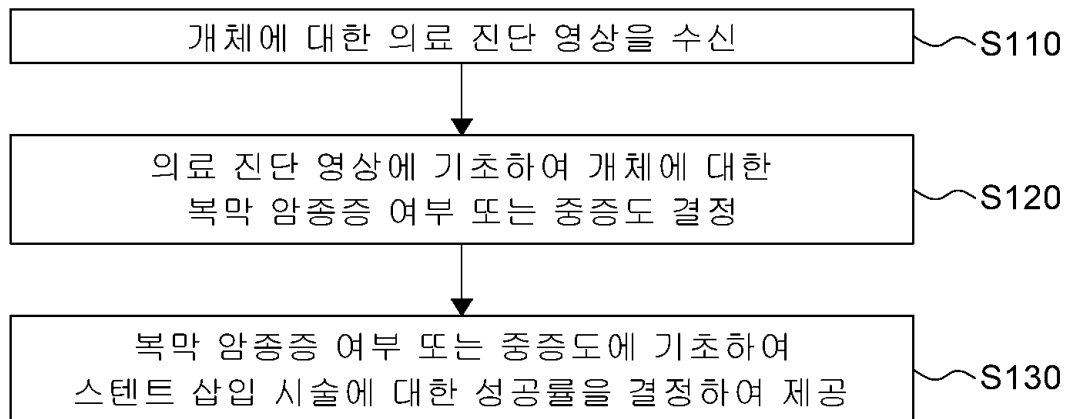 개체에 대한 의료 진단 영상을 수신
S110
의료 진단 영상에 기초하여 개체에 대한
복막 암종증 여부 또는 중증도 결정
S120
복막 암종증 여부 또는 중증도에 기초하여
스텐트 삽입 시술에 대한 성공률을 결정하여 제공
S130